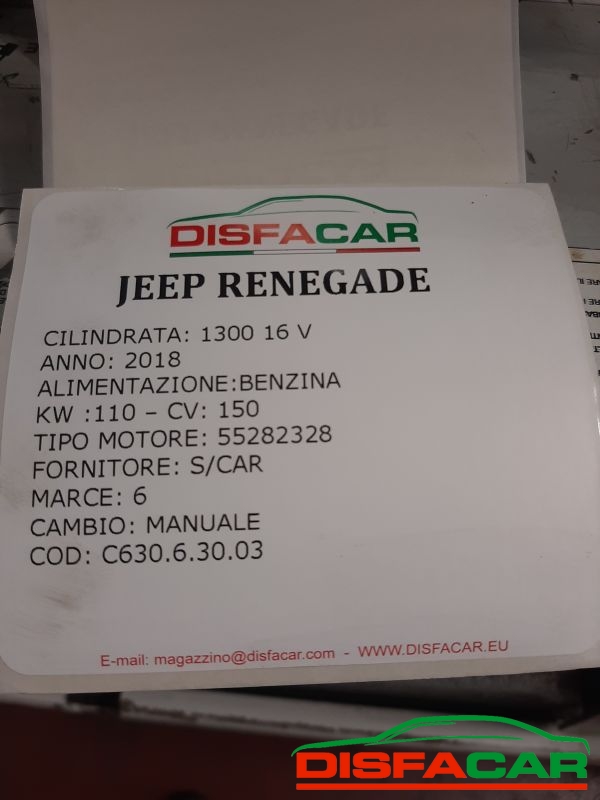 DISFACAR
JEEP RENEGADE
CILINDRATA: 1300 16 V
ANNO: 2018
ALIMENTAZIONE:BENZINA
KW :110 – CV: 150
TIPO MOTORE: 55282328
FORNITORE: S/CAR
MARCE: 6
CAMBIO: MANUALE
COD: C630.6.30.03
E-mail: magazzino@disfacar.com - WWW.DISFACAR.EU
DISFACAR